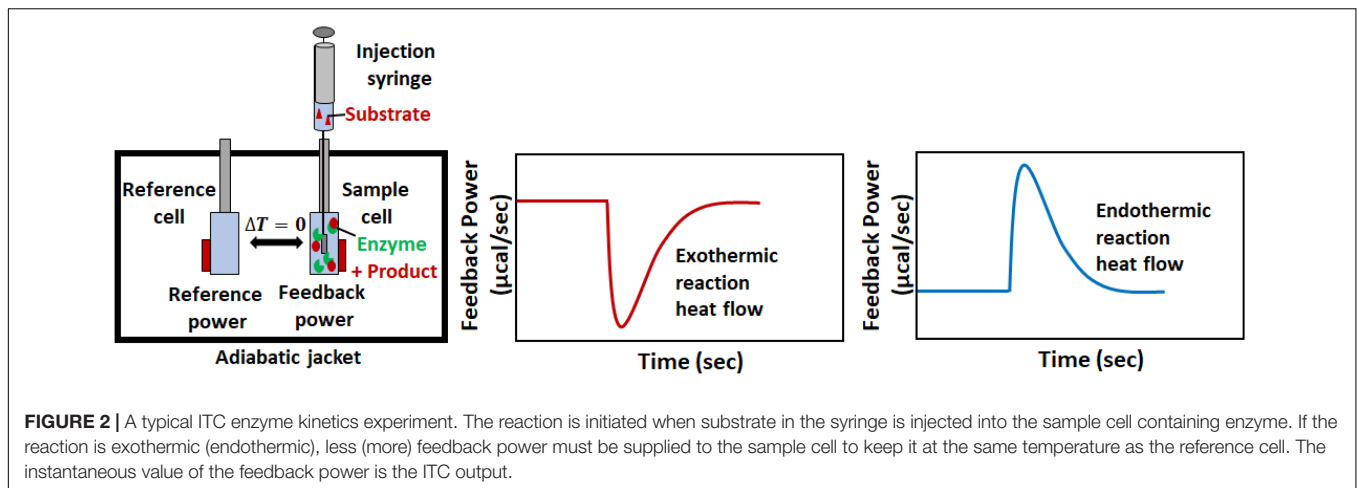 Injection
syringe
Substrate
Reference
cell
ΔT = 0
Sample
cell
Enzyme
+ Product
Reference
power
Feedback
power
Adiabatic jacket
Feedback Power
(μcal/sec)
Exothermic
reaction
heat flow
Time (sec)
Feedback Power
(μcal/sec)
Endothermic
reaction
heat flow
Time (sec)
FIGURE 2 | A typical ITC enzyme kinetics experiment. The reaction is initiated when substrate in the syringe is injected into the sample cell containing enzyme. If the
reaction is exothermic (endothermic), less (more) feedback power must be supplied to the sample cell to keep it at the same temperature as the reference cell. The
instantaneous value of the feedback power is the ITC output.